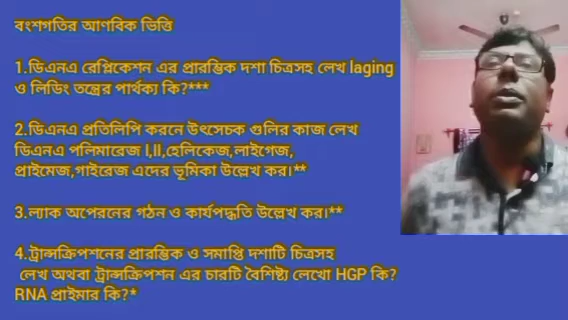 বংশগতির আণবিক ভিত্তি
1.ডিএনএ রেপ্লিকেশন এর প্রারম্ভিক দশা চিত্রসহ লেখ laging
ও লিডিং তন্ত্রের পার্থক্য কি?***
2.ডিএনএ প্রতিলিপি করনে উৎসেচক গুলির কাজ লেখ
ডিএনএ পলিমারেজ I,II,হেলিকেজ,লাইগেজ,
প্রাইমেজ,গাইরেজ এদের ভূমিকা উল্লেখ কর।**
3.ল্যাক অপেরনের গঠন ও কার্যপদ্ধতি উল্লেখ কর।**
4.ট্রান্সক্রিপশনের প্রারম্ভিক ও সমাপ্তি দশাটি চিত্রসহ
লেখ অথবা ট্রান্সক্রিপশন এর চারটি বৈশিষ্ট্য লেখো HGP কি?
RNA প্রাইমার কি?*